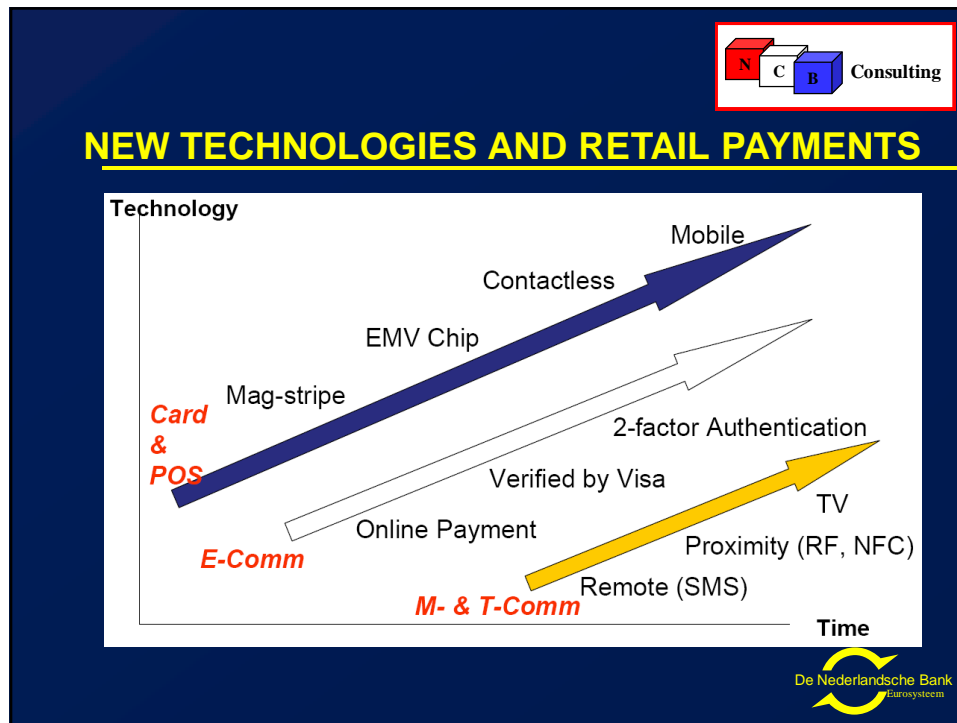 N C B Consulting
NEW TECHNOLOGIES AND RETAIL PAYMENTS
Technology
Mobile
Contactless
EMV Chip
Mag-stripe
Card
&
POS
2-factor Authentication
Verified by Visa
Online Payment
E-Comm
TV
Proximity (RF, NFC)
Remote (SMS)
M- & T-Comm
Time
De Nederlandsche Bank
Eurosysteem